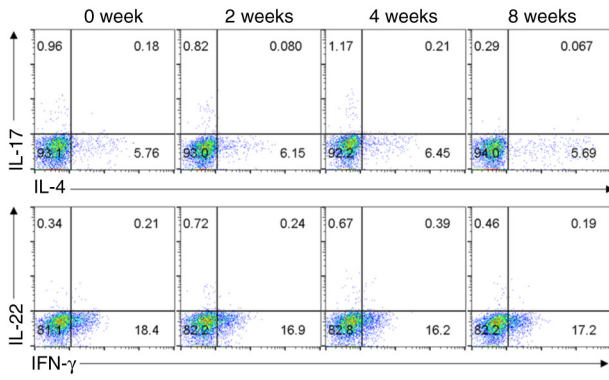 0 week 2 weeks 4 weeks 8 weeks
0.96 0.18 0.82 0.080 1.17 0.21 0.29 0.067
IL-17
93.1 5.76 93.0 6.15 92.2 6.45 94.0 5.69
IL-4
0.34 0.21 0.72 0.24 0.67 0.39 0.46 0.19
IL-22
81.1 18.4 82.2 16.9 82.8 16.2 82.2 17.2
IFN-γ